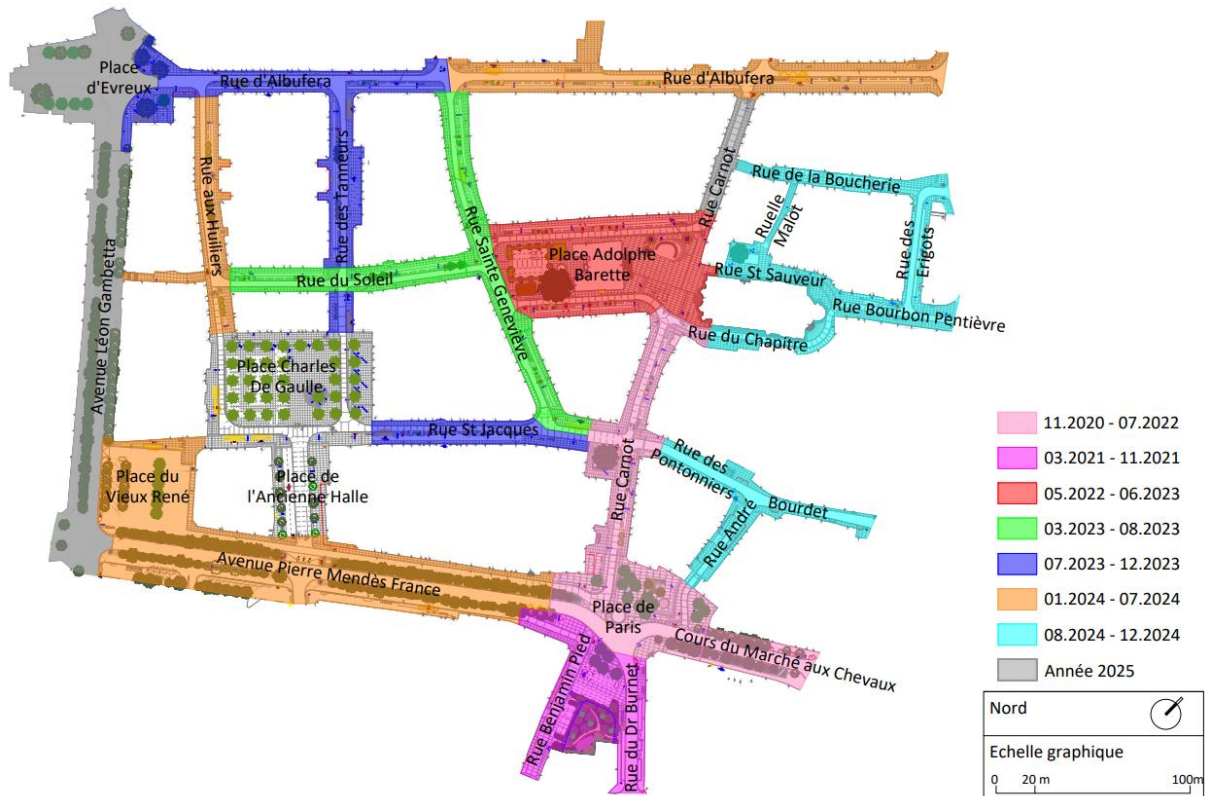 Place
d'Evreux
Rue d'Albufera
Rue d'Albufera
Rue aux Huiliers
Rue des Tanneurs
Avenue Léon Gambetta
Rue Sainte Geneviève
Rue du Soleil
Place Adolphe
Barette
Rue Carnot
Rue de la Boucherie
Ruelle
Malot
Rue des
Erigots
Rue St Sauveur
Rue Bourbon Pentièvre
Rue du Chapitre
Place Charles
De Gaulle
Rue St Jacques
Place du
Vieux René
Place de
l'Ancienne Halle
Rue Carnot
Rue des
Pontonniers
Rue André
Bourdet
Avenue Pierre Mendès France
Place de
Paris
Cours du Marché aux Chevaux
Rue Benjamin Pied
Rue du Dr Burnet
11.2020 - 07.2022
03.2021 - 11.2021
05.2022 - 06.2023
03.2023 - 08.2023
07.2023 - 12.2023
01.2024 - 07.2024
08.2024 - 12.2024
Année 2025
Nord
Echelle graphique
0 20 m 100m